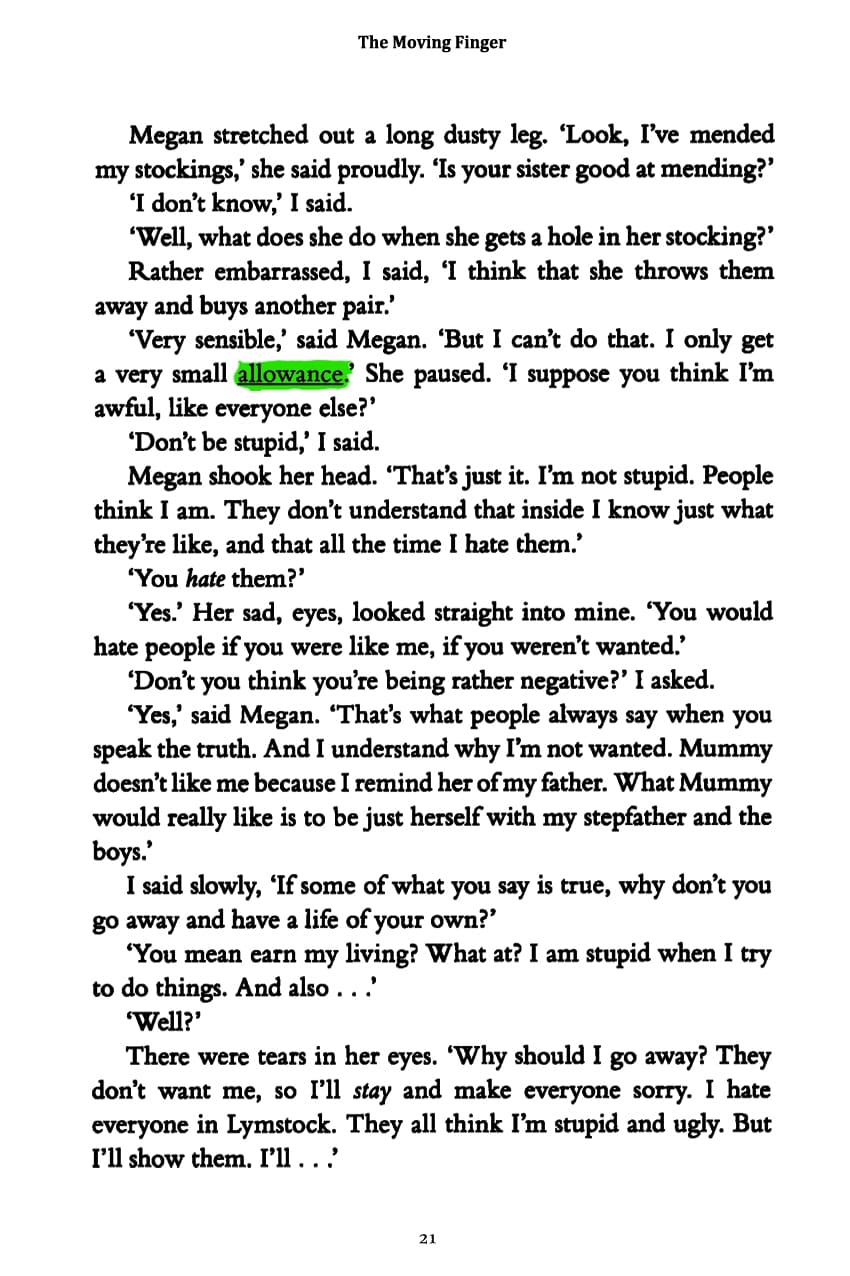 The Moving Finger
Megan stretched out a long dusty leg. ‘Look, I’ve mended
my stockings,’ she said proudly. ‘Is your sister good at mending?’
‘I don’t know,’ I said.
‘Well, what does she do when she gets a hole in her stocking?’
Rather embarrassed, I said, ‘I think that she throws them
away and buys another pair.’
‘Very sensible,’ said Megan. ‘But I can’t do that. I only get
a very small allowance.’ She paused. ‘I suppose you think I’m
awful, like everyone else?’
‘Don’t be stupid,’ I said.
Megan shook her head. ‘That’s just it. I’m not stupid. People
think I am. They don’t understand that inside I know just what
they’re like, and that all the time I hate them.’
‘You hate them?’
‘Yes.’ Her sad, eyes, looked straight into mine. ‘You would
hate people if you were like me, if you weren’t wanted.’
‘Don’t you think you’re being rather negative?’ I asked.
‘Yes,’ said Megan. ‘That’s what people always say when you
speak the truth. And I understand why I’m not wanted. Mummy
doesn’t like me because I remind her of my father. What Mummy
would really like is to be just herself with my stepfather and the
boys.’
I said slowly, ‘If some of what you say is true, why don’t you
go away and have a life of your own?’
‘You mean earn my living? What at? I am stupid when I try
to do things. And also . . .’
‘Well?’
There were tears in her eyes. ‘Why should I go away? They
don’t want me, so I’ll stay and make everyone sorry. I hate
everyone in Lymstock. They all think I’m stupid and ugly. But
I’ll show them. I’ll . . .’
21